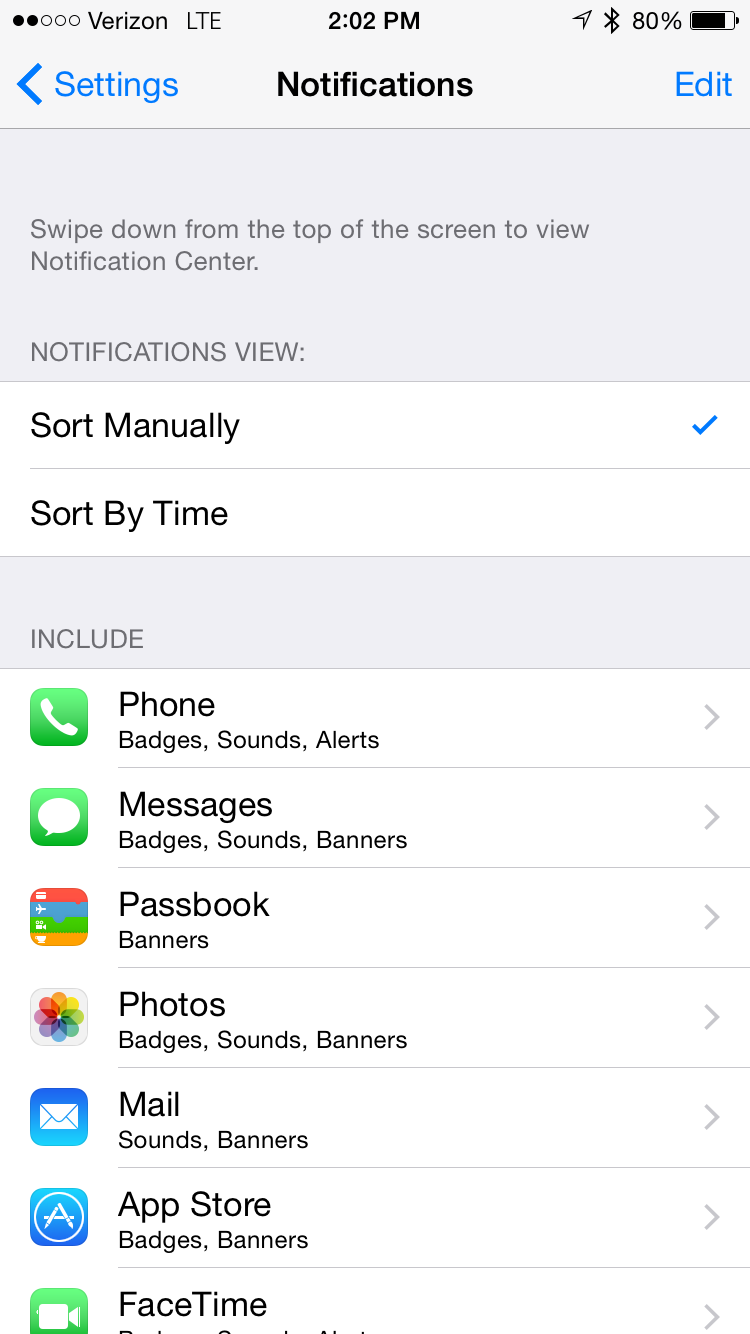 Verizon LTE 2:02 PM 80%
Settings Notifications Edit
Swipe down from the top of the screen to view
Notification Center.
NOTIFICATIONS VIEW:
Sort Manually
Sort By Time
INCLUDE
Phone
Badges, Sounds, Alerts
Messages
Badges, Sounds, Banners
Passbook
Banners
Photos
Badges, Sounds, Banners
Mail
Sounds, Banners
App Store
Badges, Banners
FaceTime